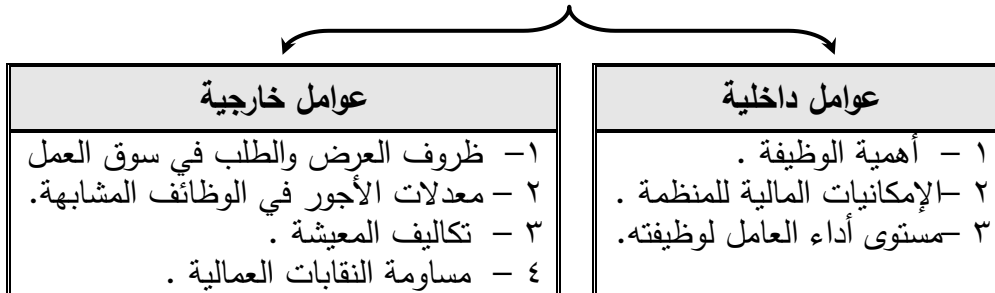 عوامل داخلية
١ – أهمية الوظيفة .
٢ –الإمكانيات المالية للمنظمة .
٣ –مستوى أداء العامل لوظيفته.
عوامل خارجية
١– ظروف العرض والطلب في سوق العمل
٢ – معدلات الأجور في الوظائف المشابهة.
٣ – تكاليف المعيشة .
٤ – مساومة النقابات العمالية .